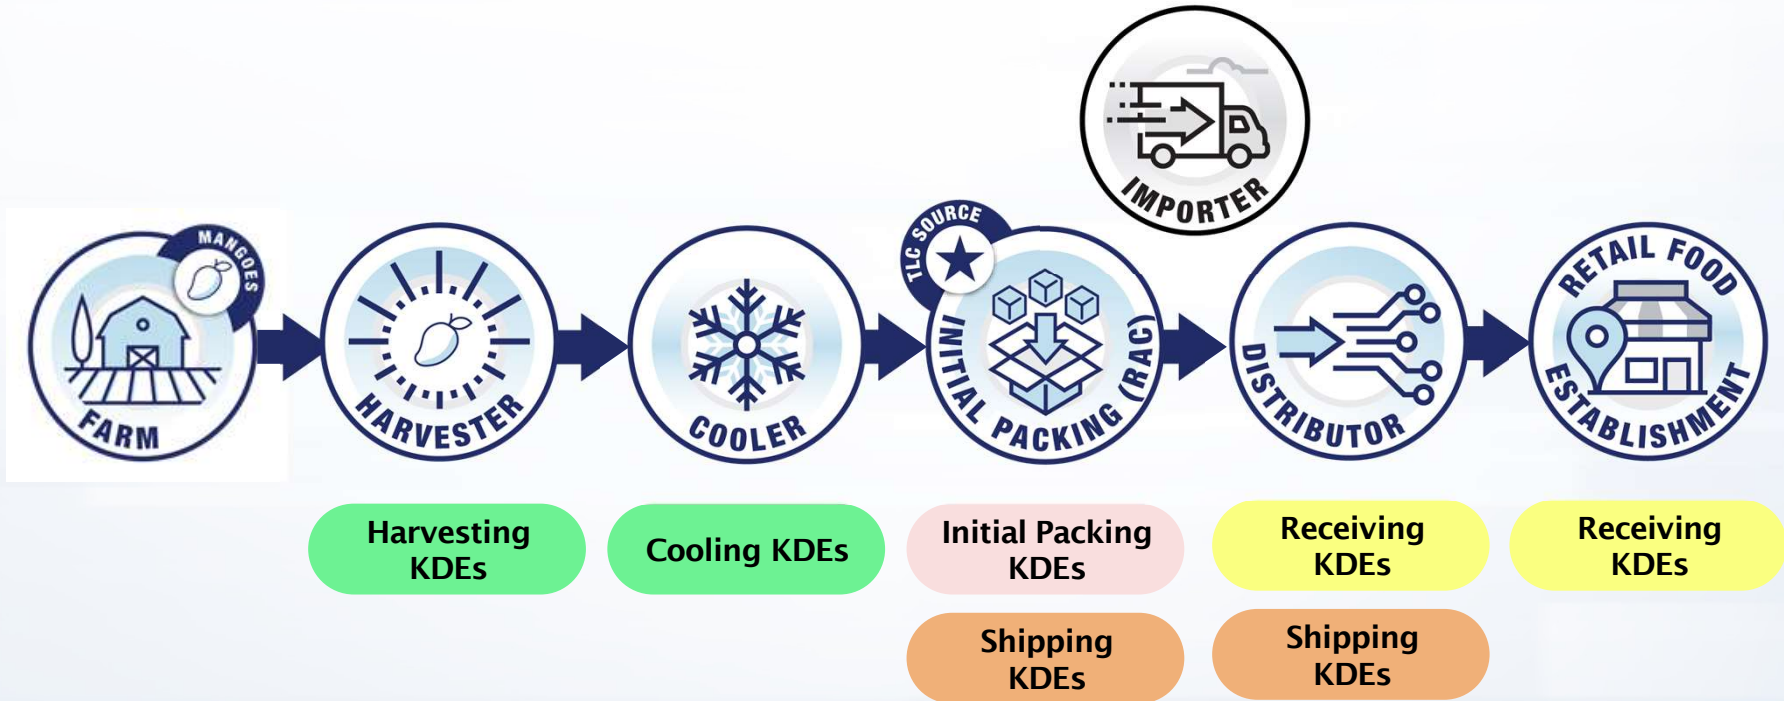 IMPORTER
MANGOES
FARM
HARVESTER
COOLER
TLC SOURCE
INITIAL PACKING (RAC)
DISTRIBUTOR
RETAIL FOOD
ESTABLISHMENT
Harvesting
KDEs
Cooling KDEs
Initial Packing
KDEs
Receiving
KDEs
Receiving
KDEs
Shipping
KDEs
Shipping
KDEs